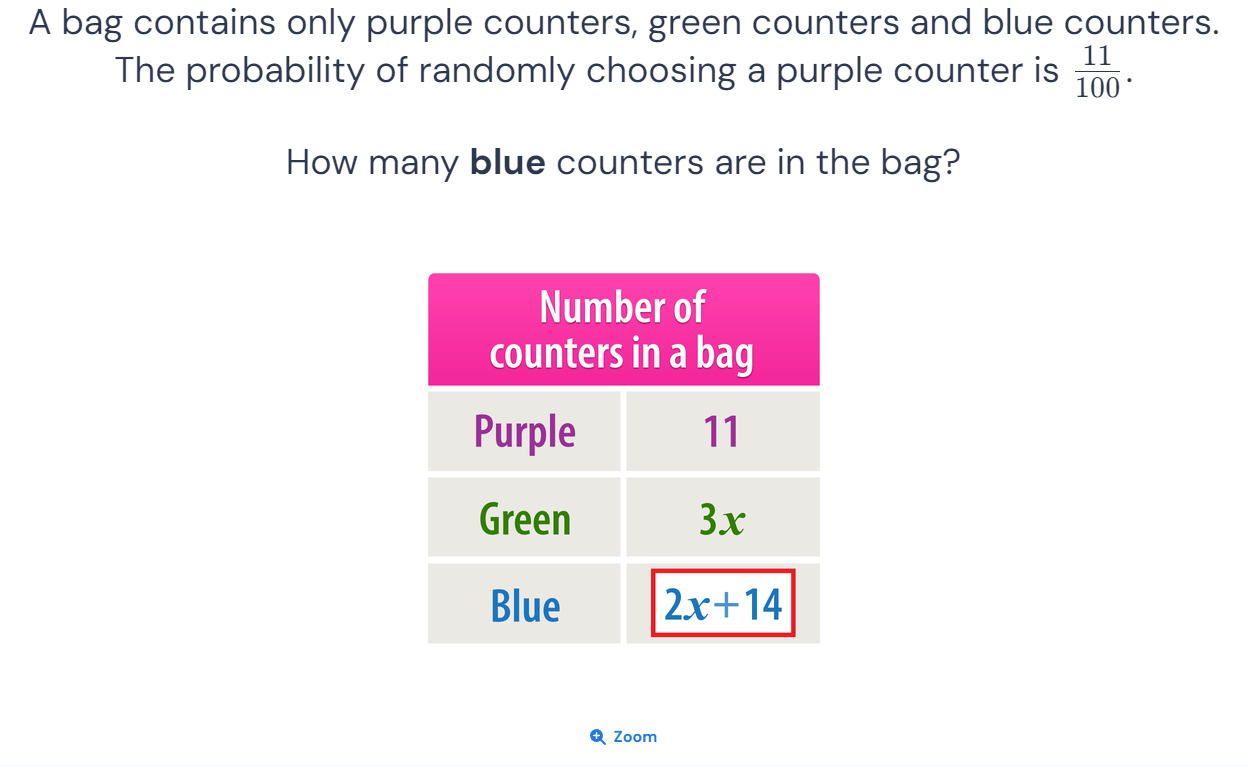 A bag contains only purple counters, green counters and blue counters.
The probability of randomly choosing a purple counter is 11/100.
How many blue counters are in the bag?
Number of
counters in a bag
Purple 11
Green 3x
Blue 2x+14
Zoom